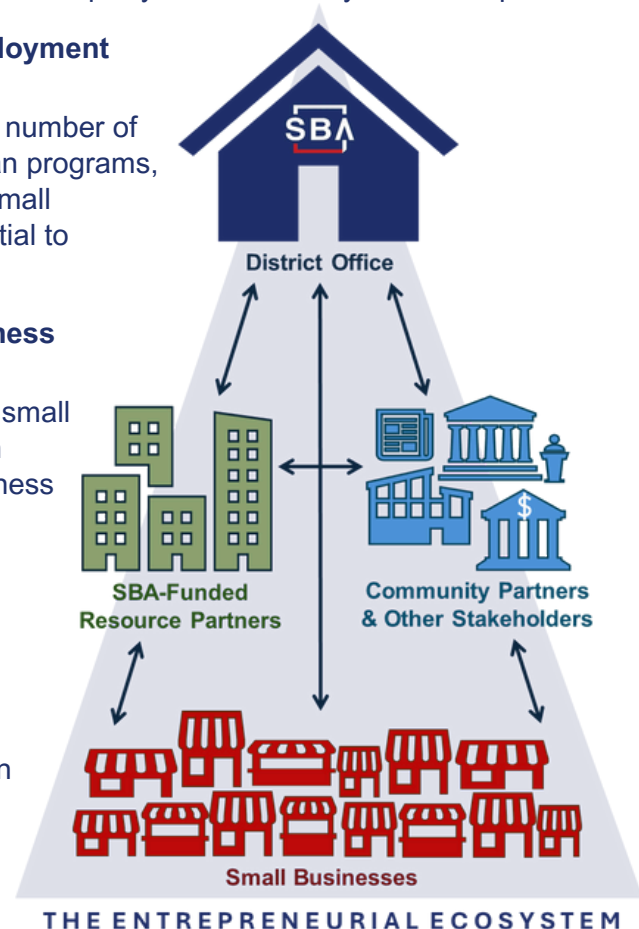 loyment
number of
an programs,
mall
tial to
ness
small
ness
n
SBA
District Office
$
SBA-Funded
Resource Partners
Community Partners
& Other Stakeholders
Small Businesses
THE ENTREPRENEURIAL ECOSYSTEM